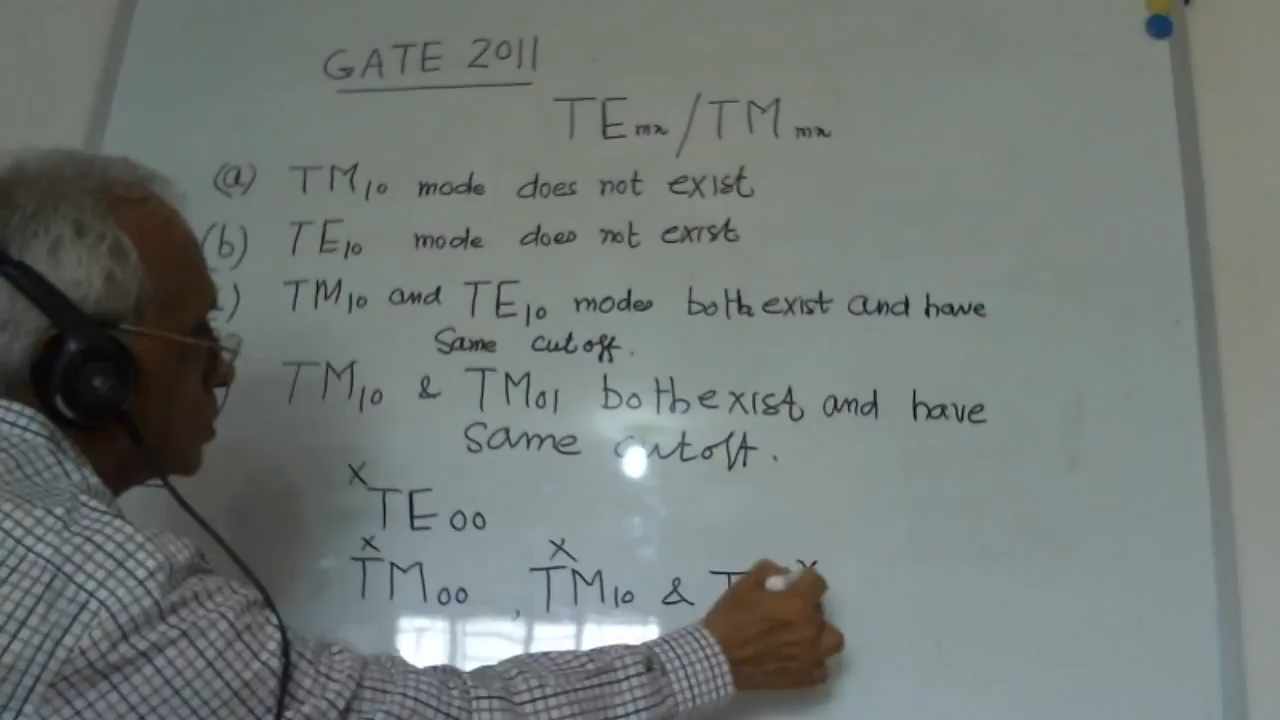 GATE 2011
TEmn/TMmn
(a) TM10 mode does not exist
(b) TE10 mode does not exist
) TM10 and TE10 modes both exist and have
Same cutoff.
) TM10 & TM01 both exist and have
same cutoff.
X
TE00
X X X
TM00 , TM10 & T